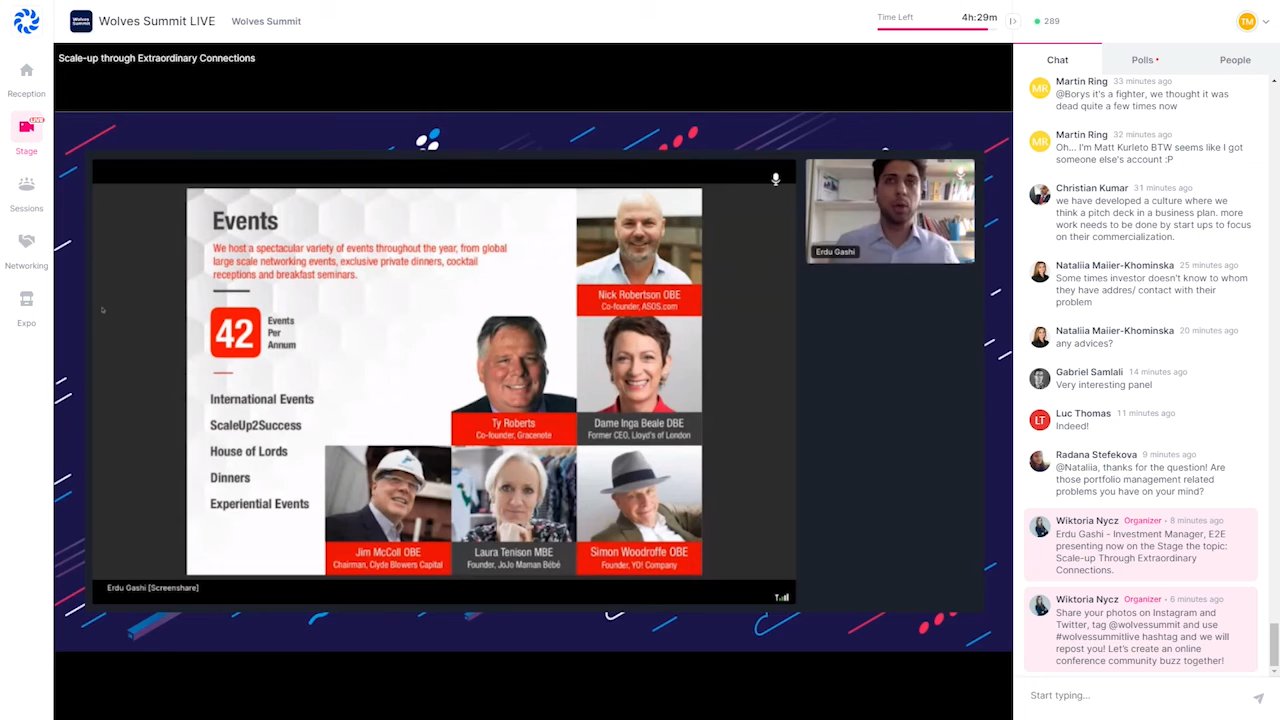 Wolves Summit
Wolves Summit LIVE
Wolves Summit
Time Left
4h:29m
289
TM
Reception
LIVE
Stage
Sessions
Networking
Expo
Scale-up through Extraordinary Connections
Events
We host a spectacular variety of events throughout the year, from global
large scale networking events, exclusive private dinners, cocktail
receptions and breakfast seminars.
42
Events
Per
Annum
International Events
ScaleUp2Success
House of Lords
Dinners
Experiential Events
Nick Robertson OBE
Co-founder, ASOS.com
Ty Roberts
Co-founder, Gracenote
Dame Inga Beale DBE
Former CEO, Lloyd's of London
Jim McColl OBE
Chairman, Clyde Blowers Capital
Laura Tenison MBE
Founder, JoJo Maman Bébé
Simon Woodroffe OBE
Founder, YO! Company
Erdu Gashi [Screenshare]
Erdu Gashi
Chat
Polls
People
MR
Martin Ring 33 minutes ago
@Borys it's a fighter, we thought it was
dead quite a few times now
MR
Martin Ring 32 minutes ago
Oh... I'm Matt Kurleto BTW seems like I got
someone else's account :P
Christian Kumar 31 minutes ago
we have developed a culture where we
think a pitch deck in a business plan. more
work needs to be done by start ups to focus
on their commercialization.
Nataliia Maiier-Khominska 25 minutes ago
Some times investor doesn't know to whom
they have addres/ contact with their
problem
Nataliia Maiier-Khominska 20 minutes ago
any advices?
Gabriel Samlali 14 minutes ago
Very interesting panel
LT
Luc Thomas 11 minutes ago
Indeed!
Radana Stefekova 9 minutes ago
@Nataliia, thanks for the question! Are
those portfolio management related
problems you have on your mind?
Wiktoria Nycz Organizer • 8 minutes ago
Erdu Gashi - Investment Manager, E2E
presenting now on the Stage the topic:
Scale-up Through Extraordinary
Connections.
Wiktoria Nycz Organizer • 6 minutes ago
Share your photos on Instagram and
Twitter, tag @wolvessummit and use
#wolvessummitlive hashtag and we will
repost you! Let's create an online
conference community buzz together!
Start typing...